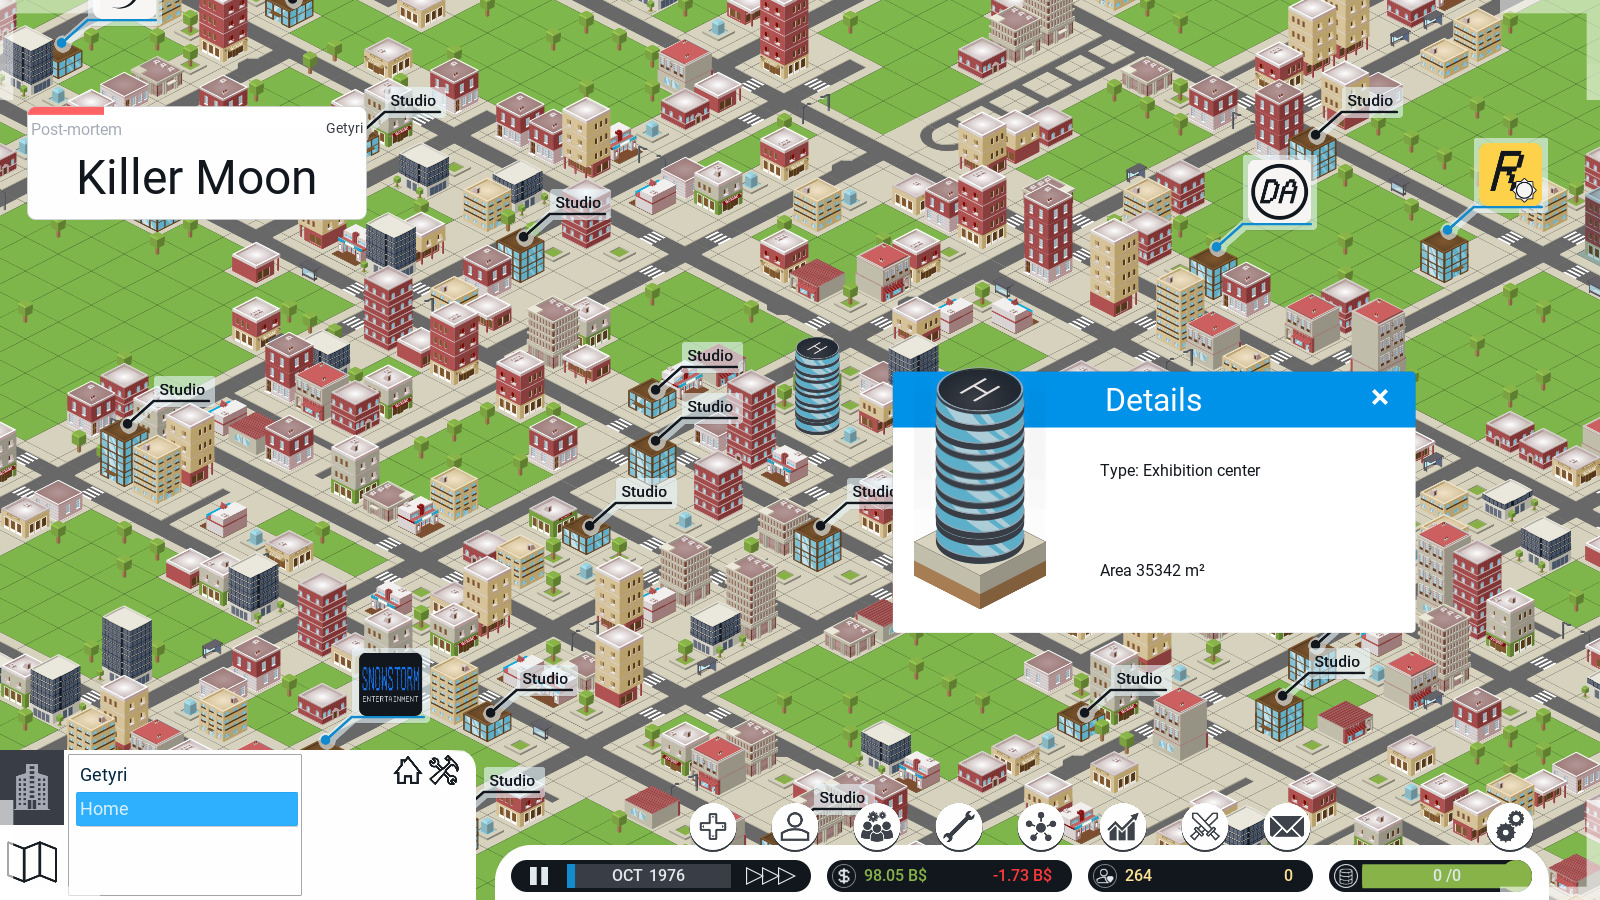 Studio
Studio
Post-mortem
Getyri
Killer Moon
DA
R
Studio
H
Studio
Studio
Details
H
Studio
Type: Exhibition center
Studio
Studio
Area 35342 m²
SNOWSTORM
ENTERTAINMENT
Studio
Studio
Studio
Getyri
Home
Studio
Studio
OCT 1976
$ 98.05 B$
-1.73 B$
264
0
0 /0